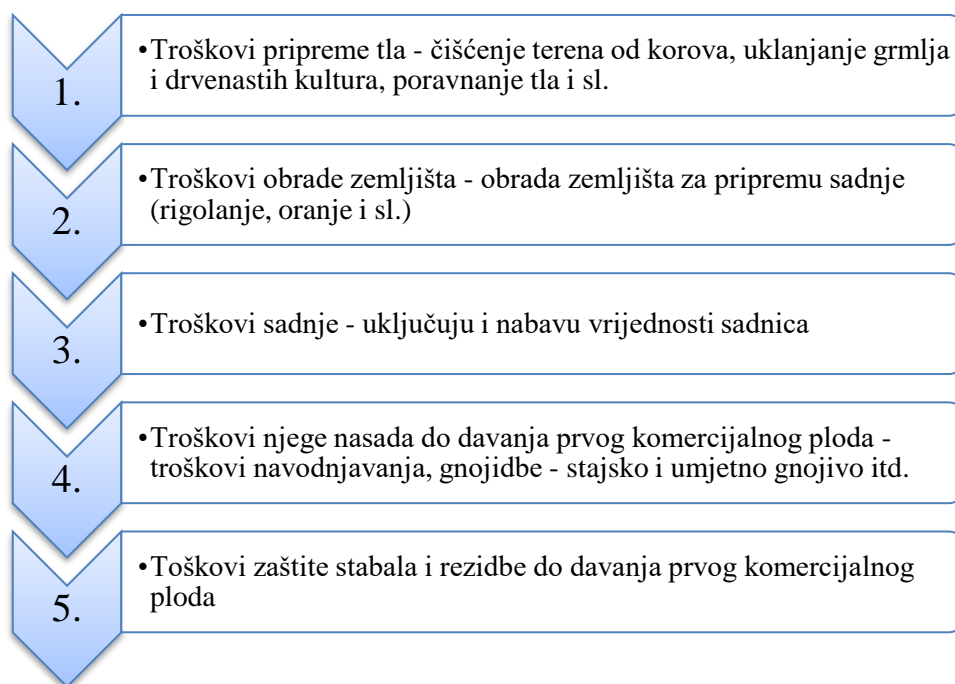 1.
•Troškovi pripreme tla - čišćenje terena od korova, uklanjanje grmlja
i drvenastih kultura, poravnanje tla i sl.
2.
•Troškovi obrade zemljišta - obrada zemljišta za pripremu sadnje
(rigolanje, oranje i sl.)
3.
•Troškovi sadnje - uključuju i nabavu vrijednosti sadnica
4.
•Troškovi njege nasada do davanja prvog komercijalnog ploda -
troškovi navodnjavanja, gnojidbe - stajsko i umjetno gnojivo itd.
5.
•Toškovi zaštite stabala i rezidbe do davanja prvog komercijalnog
ploda